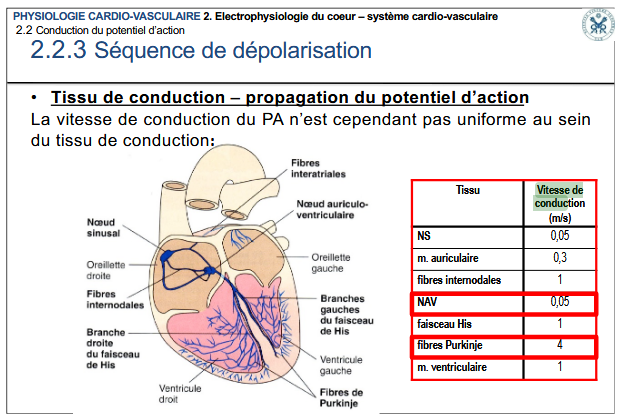 PHYSIOLOGIE CARDIO-VASCULAIRE 2. Electrophysiologie du coeur – système cardio-vasculaire
2.2 Conduction du potentiel d'action
2.2.3 Séquence de dépolarisation
• Tissu de conduction – propagation du potentiel d'action
La vitesse de conduction du PA n'est cependant pas uniforme au sein
du tissu de conduction:
Fibres
interatriales
Nœud auriculo-
ventriculaire
Nœud
sinusal
Oreillette
droite
Fibres
internodales
Branche
droite
du faisceau
de His
Ventricule
droit
Oreillette
gauche
Branches
gauches
du faisceau
de His
Ventricule
gauche
Fibres de
Purkinje
Tissu Vitesse de
conduction
(m/s)
NS 0,05
m. auriculaire 0,3
fibres internodales 1
NAV 0,05
faisceau His 1
fibres Purkinje 4
m. ventriculaire 1